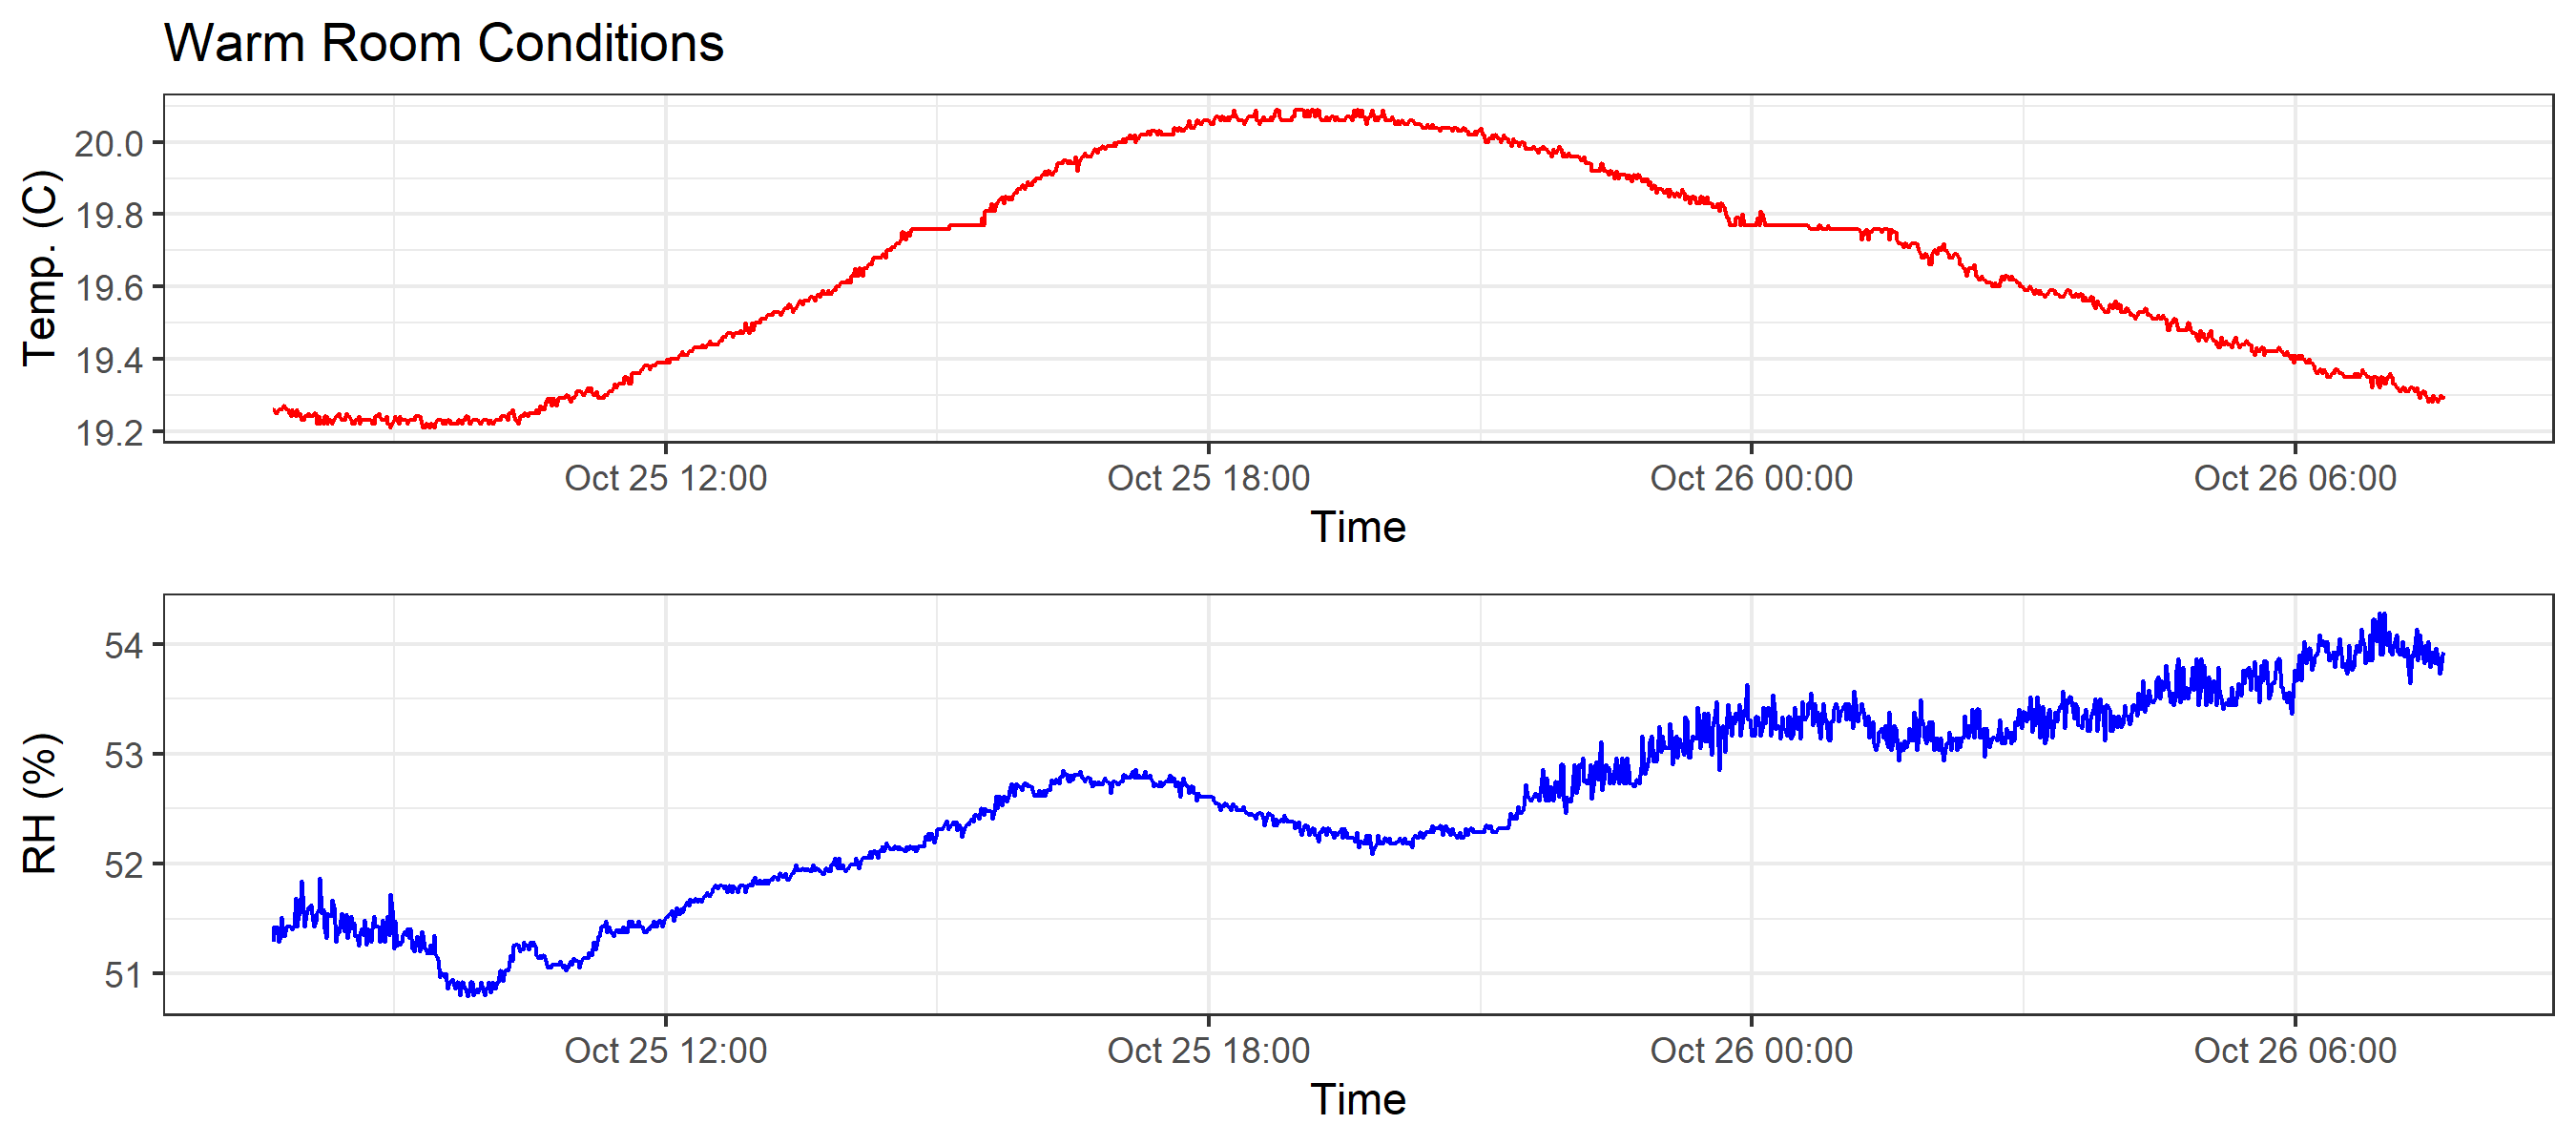 Warm Room Conditions
Temp. (C)
20.0
19.8
19.6
19.4
19.2
Oct 25 12:00 Oct 25 18:00 Oct 26 00:00 Oct 26 06:00
Time
RH (%)
54
53
52
51
Oct 25 12:00 Oct 25 18:00 Oct 26 00:00 Oct 26 06:00
Time